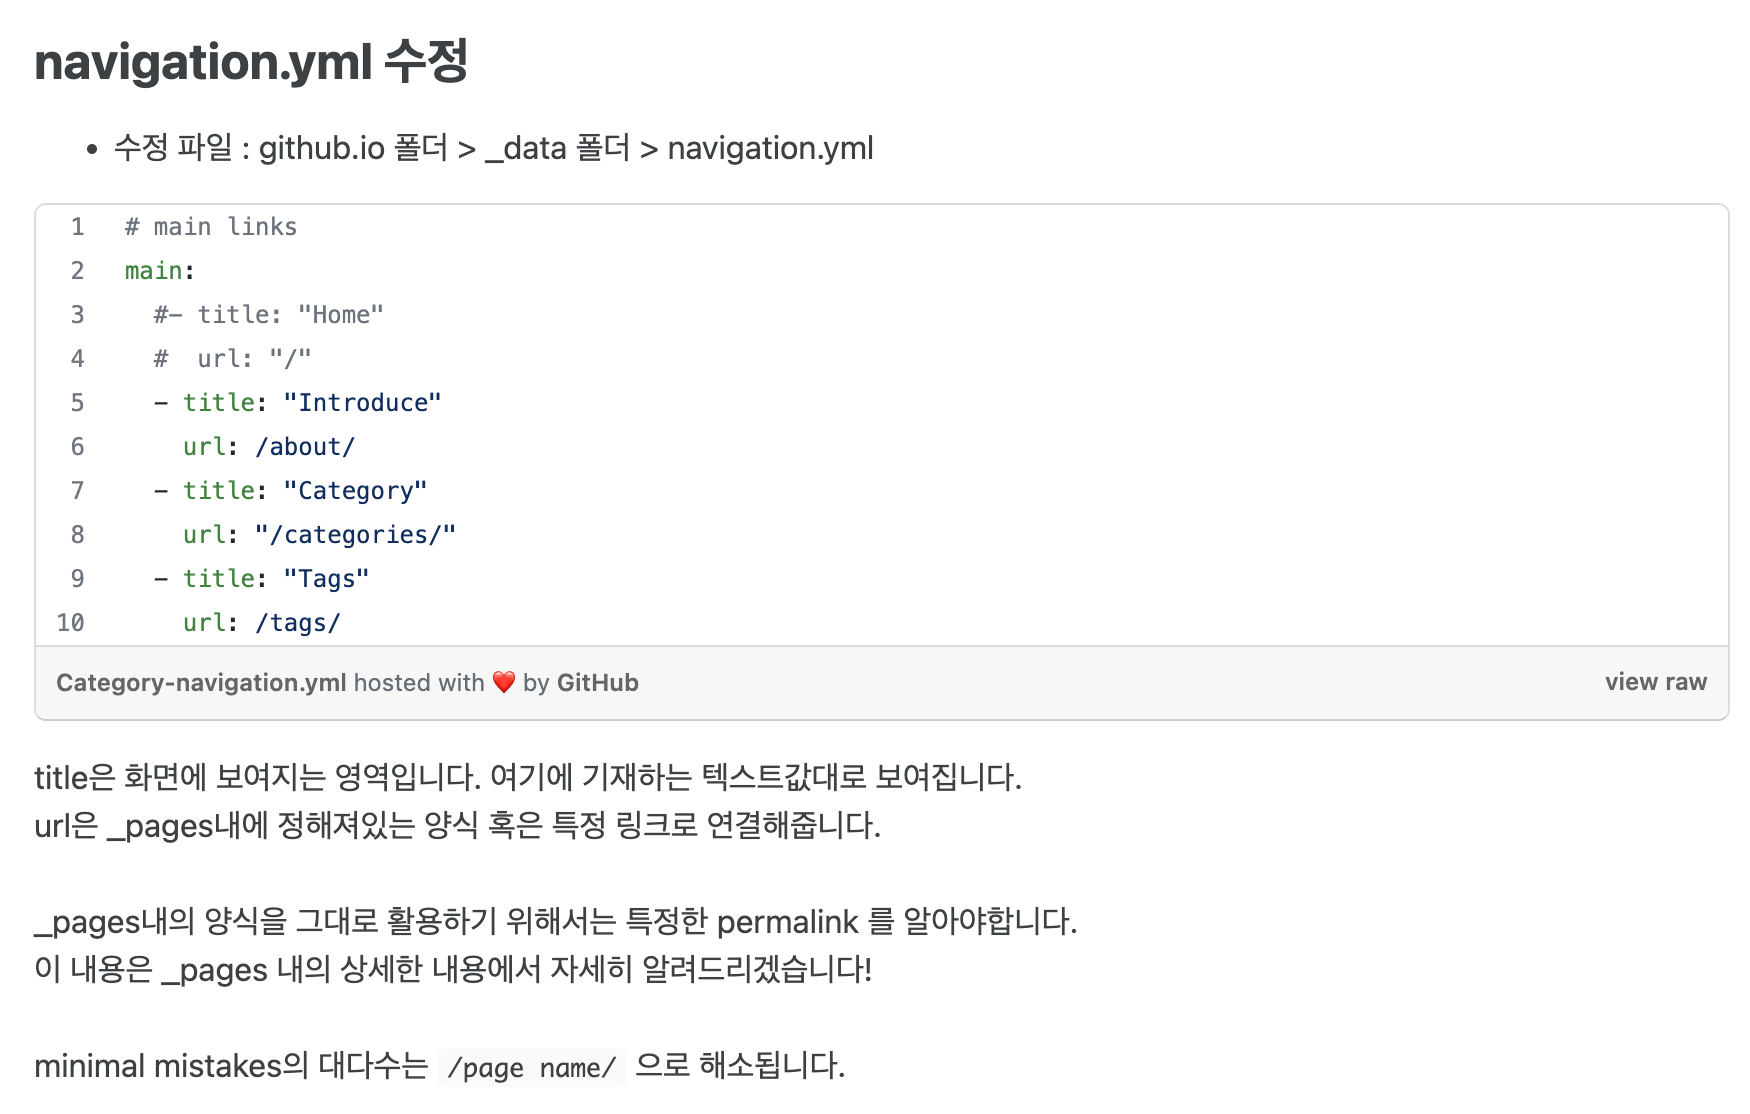 navigation.yml 수정
• 수정 파일 : github.io 폴더 > _data 폴더 > navigation.yml
1 # main links
2 main:
3   #- title: "Home"
4   #  url: "/"
5   - title: "Introduce"
6     url: /about/
7   - title: "Category"
8     url: "/categories/"
9   - title: "Tags"
10     url: /tags/
Category-navigation.yml hosted with ❤ by GitHub view raw
title은 화면에 보여지는 영역입니다. 여기에 기재하는 텍스트값대로 보여집니다.
url은 _pages내에 정해져있는 양식 혹은 특정 링크로 연결해줍니다.
_pages내의 양식을 그대로 활용하기 위해서는 특정한 permalink 를 알아야합니다.
이 내용은 _pages 내의 상세한 내용에서 자세히 알려드리겠습니다!
minimal mistakes의 대다수는 /page name/ 으로 해소됩니다.